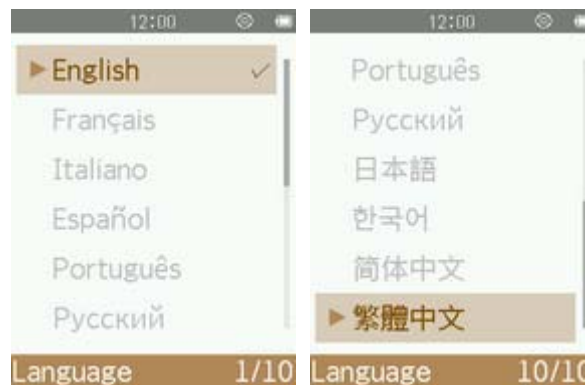 12:00
English
Français
Italiano
Español
Português
Русский
Language 1/10
12:00
Português
Русский
日本語
한국어
简体中文
繁體中文
Language 10/10